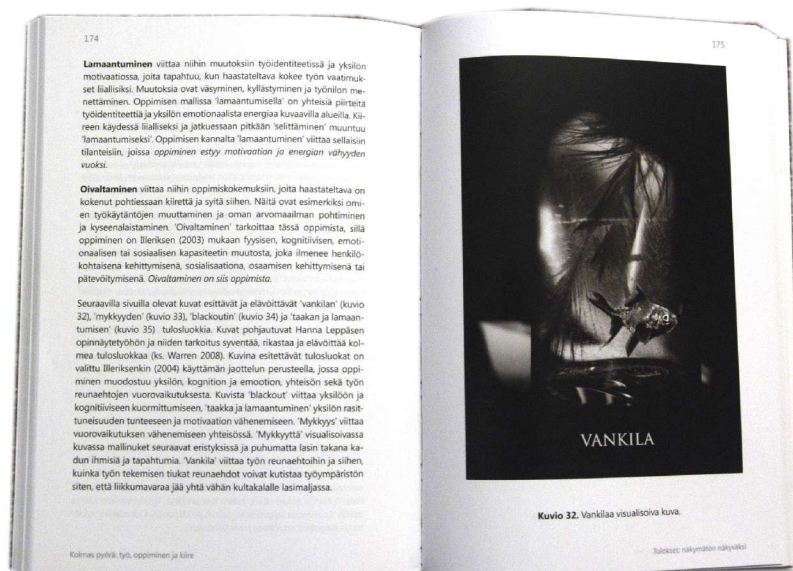 174
Lamaantuminen viittaa niihin muutoksiin työidentiteetissä ja yksilön
motivaatiossa, joita tapahtuu, kun haastateltava kokee työn vaatimuk-
set liiallisiksi. Muutoksia ovat väsyminen, kyllästyminen ja työnilon me-
nettäminen. Oppimisen mallissa 'lamaantumisella' on yhteisiä piirteitä
työidentiteettiä ja yksilön emotionaalista energiaa kuvaavilla alueilla. Kii-
reen käydessä liialliseksi ja jatkuessaan pitkään 'selittäminen' muuntuu
'lamaantumiseksi'. Oppimisen kannalta 'lamaantuminen' viittaa sellaisiin
tilanteisiin, joissa oppiminen estyy motivaation ja energian vähyyden
vuoksi.
Oivaltaminen viittaa niihin oppimiskokemuksiin, joita haastateltava on
kokenut pohtiessaan kiirettä ja syitä siihen. Näitä ovat esimerkiksi omi-
en työkäytäntöjen muuttaminen ja oman arvomaailman pohtiminen
ja kyseenalaistaminen. 'Oivaltaminen' tarkoittaa tässä oppimista, sillä
oppiminen on Illeriksen (2003) mukaan fyysisen, kognitiivisen, emoti-
onaalisen tai sosiaalisen kapasiteetin muutosta, joka ilmenee henkilö-
kohtaisena kehittymisenä, sosialisaationa, osaamisen kehittymisenä tai
pätevöitymisenä. Oivaltaminen on siis oppimista.
Seuraavilla sivuilla olevat kuvat esittävät ja elävöittävät 'vankilan' (kuvio
32), 'mykkyyden' (kuvio 33), 'blackoutin' (kuvio 34) ja 'taakan ja lamaan-
tumisen' (kuvio 35) tulosluokkia. Kuvat pohjautuvat Hanna Leppäsen
opinnäytetyöhön ja niiden tarkoitus syventää, rikastaa ja elävöittää kol-
mea tulosluokkaa (ks. Warren 2008). Kuvina esitettävät tulosluokat on
valittu Illeriksenkin (2004) käyttämän jaottelun perusteella, jossa oppi-
minen muodostuu yksilön, kognition ja emootion, yhteisön sekä työn
reunaehtojen vuorovaikutuksesta. Kuvista 'blackout' viittaa yksilöön ja
kognitiiviseen kuormittumiseen, 'taakka ja lamaantuminen' yksilön rasit-
tuneisuuden tunteeseen ja motivaation vähenemiseen. 'Mykkyys' viittaa
vuorovaikutuksen vähenemiseen yhteisössä. 'Mykkyyttä' visualisoivassa
kuvassa mallinuket seuraavat eristyksissä ja puhumatta lasin takana ka-
dun ihmisiä ja tapahtumia. 'Vankila' viittaa työn reunaehtoihin ja siihen,
kuinka työn tekemisen tiukat reunaehdot voivat kutistaa työympäristön
siten, että liikkumavaraa jää yhtä vähän kultakalalle lasimaljassa.
Kolmas pyörä: työ, oppiminen ja kiire
175
VANKILA
Kuvio 32. Vankilaa visualisoiva kuva.
Tulokset: näkymätön näkyväksi